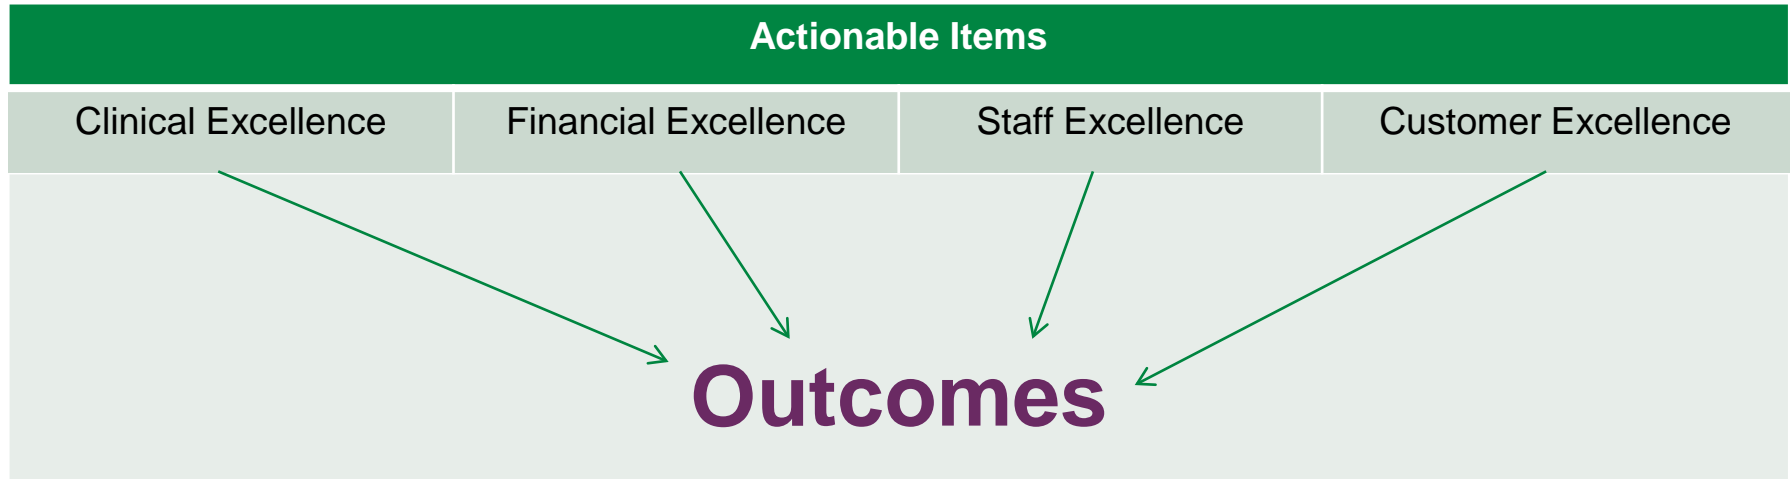 Actionable Items
Clinical Excellence
Financial Excellence
Staff Excellence
Customer Excellence
Outcomes